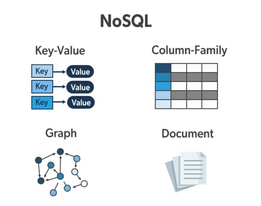 NoSQL
Key-Value
Column-Family
Key
Value
Key
Value
Key
Value
Graph
Document